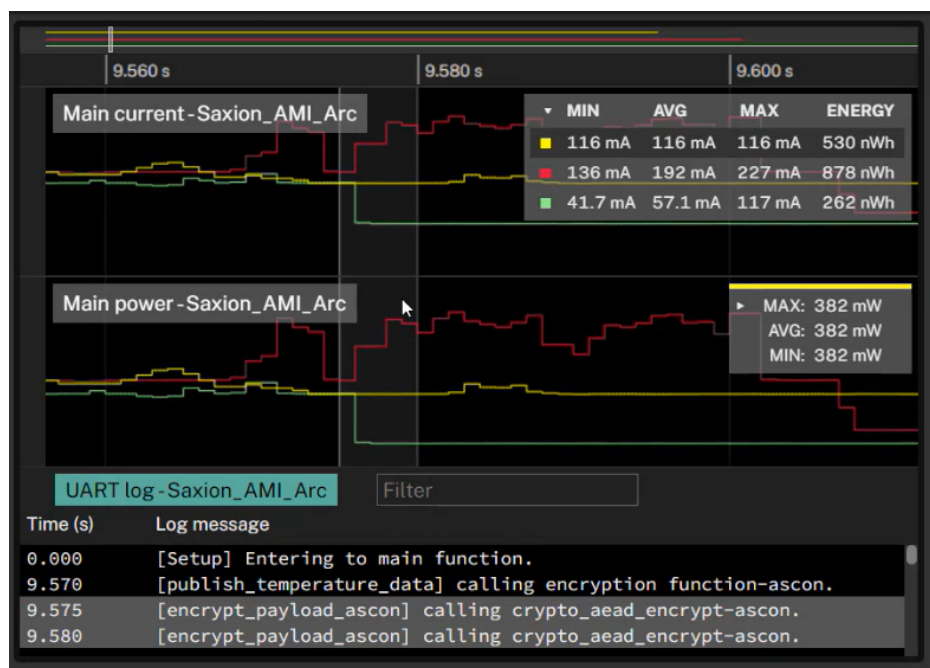 9.560 s 9.580 s 9.600 s
Main current - Saxion_AMI_Arc
MIN AVG MAX ENERGY
116 mA 116 mA 116 mA 530 nWh
136 mA 192 mA 227 mA 878 nWh
41.7 mA 57.1 mA 117 mA 262 nWh
Main power - Saxion_AMI_Arc
MAX: 382 mW
AVG: 382 mW
MIN: 382 mW
UART log - Saxion_AMI_Arc Filter
Time (s) Log message
0.000 [Setup] Entering to main function.
9.570 [publish_temperature_data] calling encryption function-ascon.
9.575 [encrypt_payload_ascon] calling crypto_aead_encrypt-ascon.
9.580 [encrypt_payload_ascon] calling crypto_aead_encrypt-ascon.